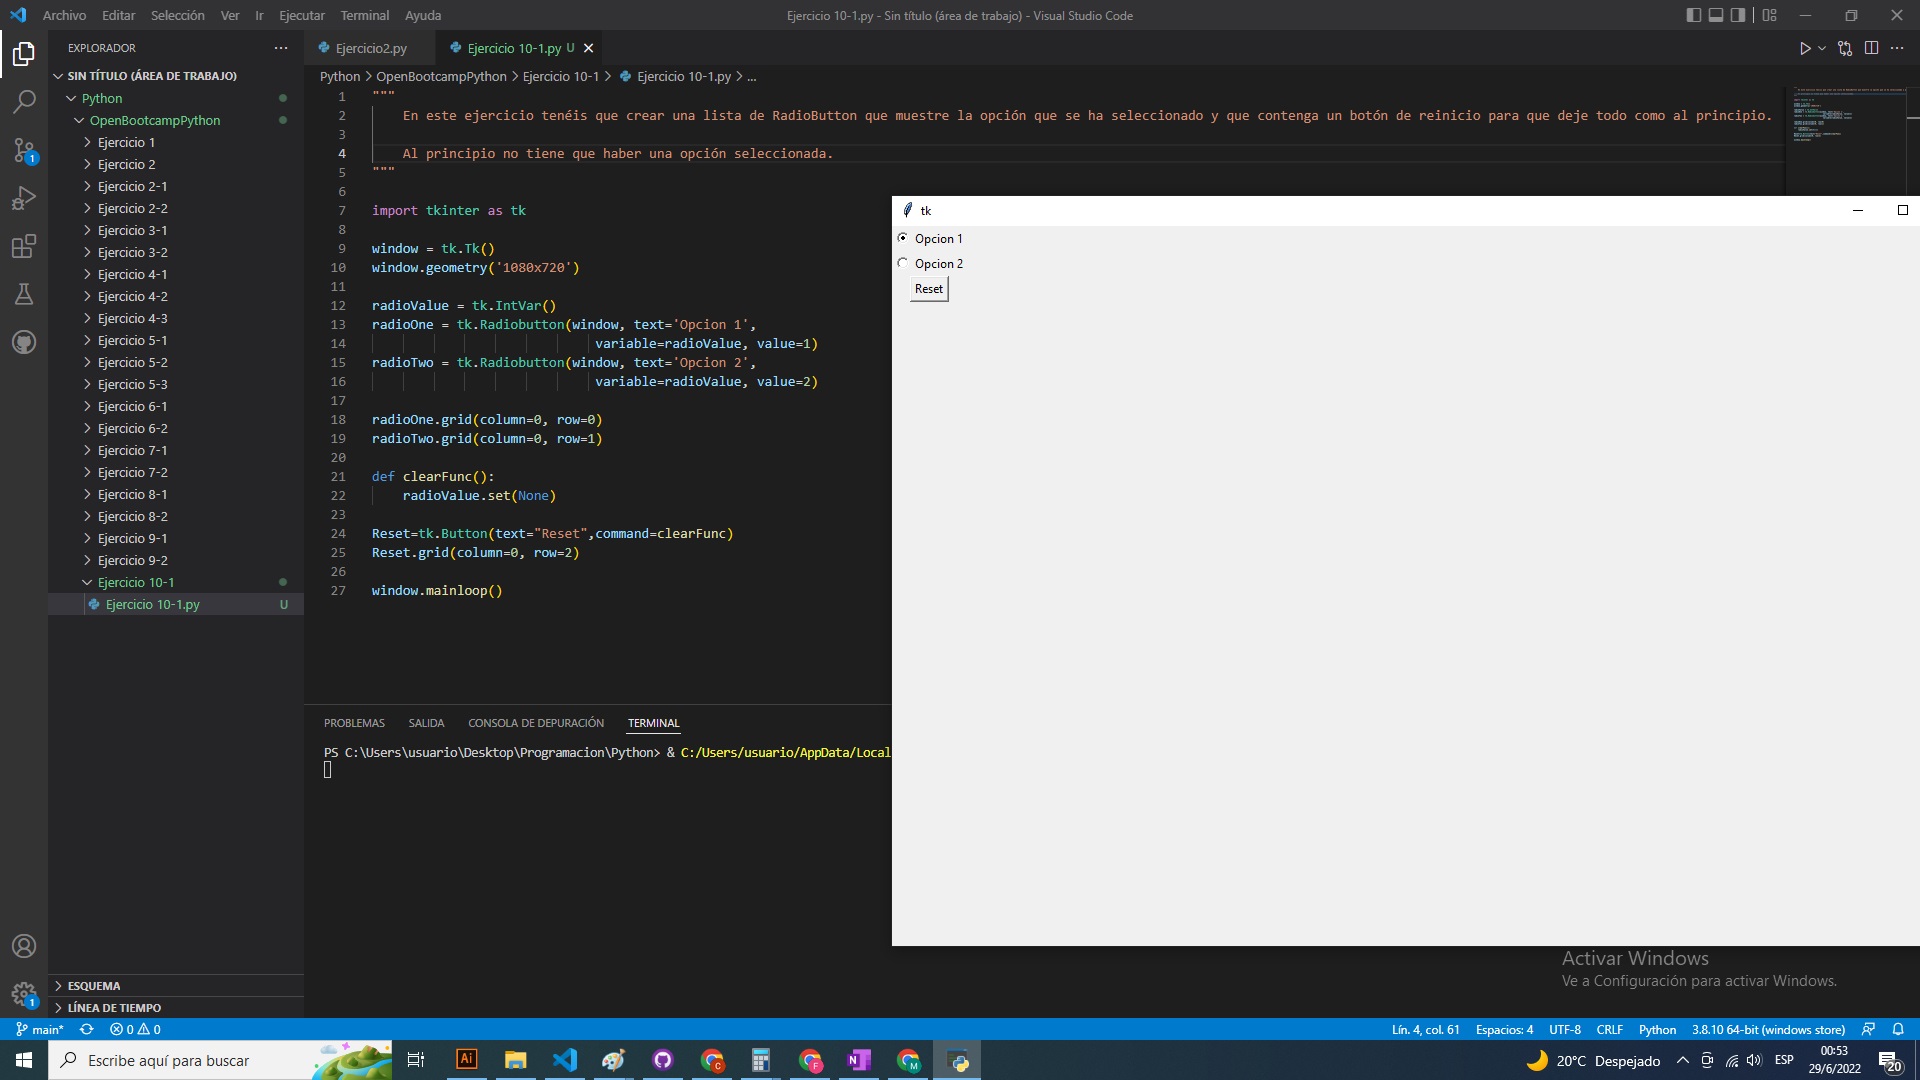 Archivo Editar Selección Ver Ir Ejecutar Terminal Ayuda
Ejercicio 10-1.py - Sin título (área de trabajo) - Visual Studio Code
EXPLORADOR
SIN TÍTULO (ÁREA DE TRABAJO)
Python
OpenBootcampPython
Ejercicio 1
Ejercicio 2
Ejercicio 2-1
Ejercicio 2-2
Ejercicio 3-1
Ejercicio 3-2
Ejercicio 4-1
Ejercicio 4-2
Ejercicio 4-3
Ejercicio 5-1
Ejercicio 5-2
Ejercicio 5-3
Ejercicio 6-1
Ejercicio 6-2
Ejercicio 7-1
Ejercicio 7-2
Ejercicio 8-1
Ejercicio 8-2
Ejercicio 9-1
Ejercicio 9-2
Ejercicio 10-1
Ejercicio 10-1.py U
ESQUEMA
LÍNEA DE TIEMPO
1
1
Ejercicio2.py
Ejercicio 10-1.py U
Python > OpenBootcampPython > Ejercicio 10-1 > Ejercicio 10-1.py > ...
1 """
2 En este ejercicio tenéis que crear una lista de RadioButton que muestre la opción que se ha seleccionado y que contenga un botón de reinicio para que deje todo como al principio.
3
4 Al principio no tiene que haber una opción seleccionada.
5 """
6
7 import tkinter as tk
8
9 window = tk.Tk()
10 window.geometry('1080x720')
11
12 radioValue = tk.IntVar()
13 radioOne = tk.Radiobutton(window, text='Opcion 1',
14 variable=radioValue, value=1)
15 radioTwo = tk.Radiobutton(window, text='Opcion 2',
16 variable=radioValue, value=2)
17
18 radioOne.grid(column=0, row=0)
19 radioTwo.grid(column=0, row=1)
20
21 def clearFunc():
22 radioValue.set(None)
23
24 Reset=tk.Button(text="Reset",command=clearFunc)
25 Reset.grid(column=0, row=2)
26
27 window.mainloop()
tk
Opcion 1
Opcion 2
Reset
PROBLEMAS SALIDA CONSOLA DE DEPURACIÓN TERMINAL
PS C:\Users\usuario\Desktop\Programacion\Python> & C:/Users/usuario/AppData/Local
Activar Windows
Ve a Configuración para activar Windows.
main* 0 0
Lín. 4, col. 61 Espacios: 4 UTF-8 CRLF Python 3.8.10 64-bit (windows store)
Escribe aquí para buscar
Ai
20°C Despejado
ESP
00:53
29/6/2022
20